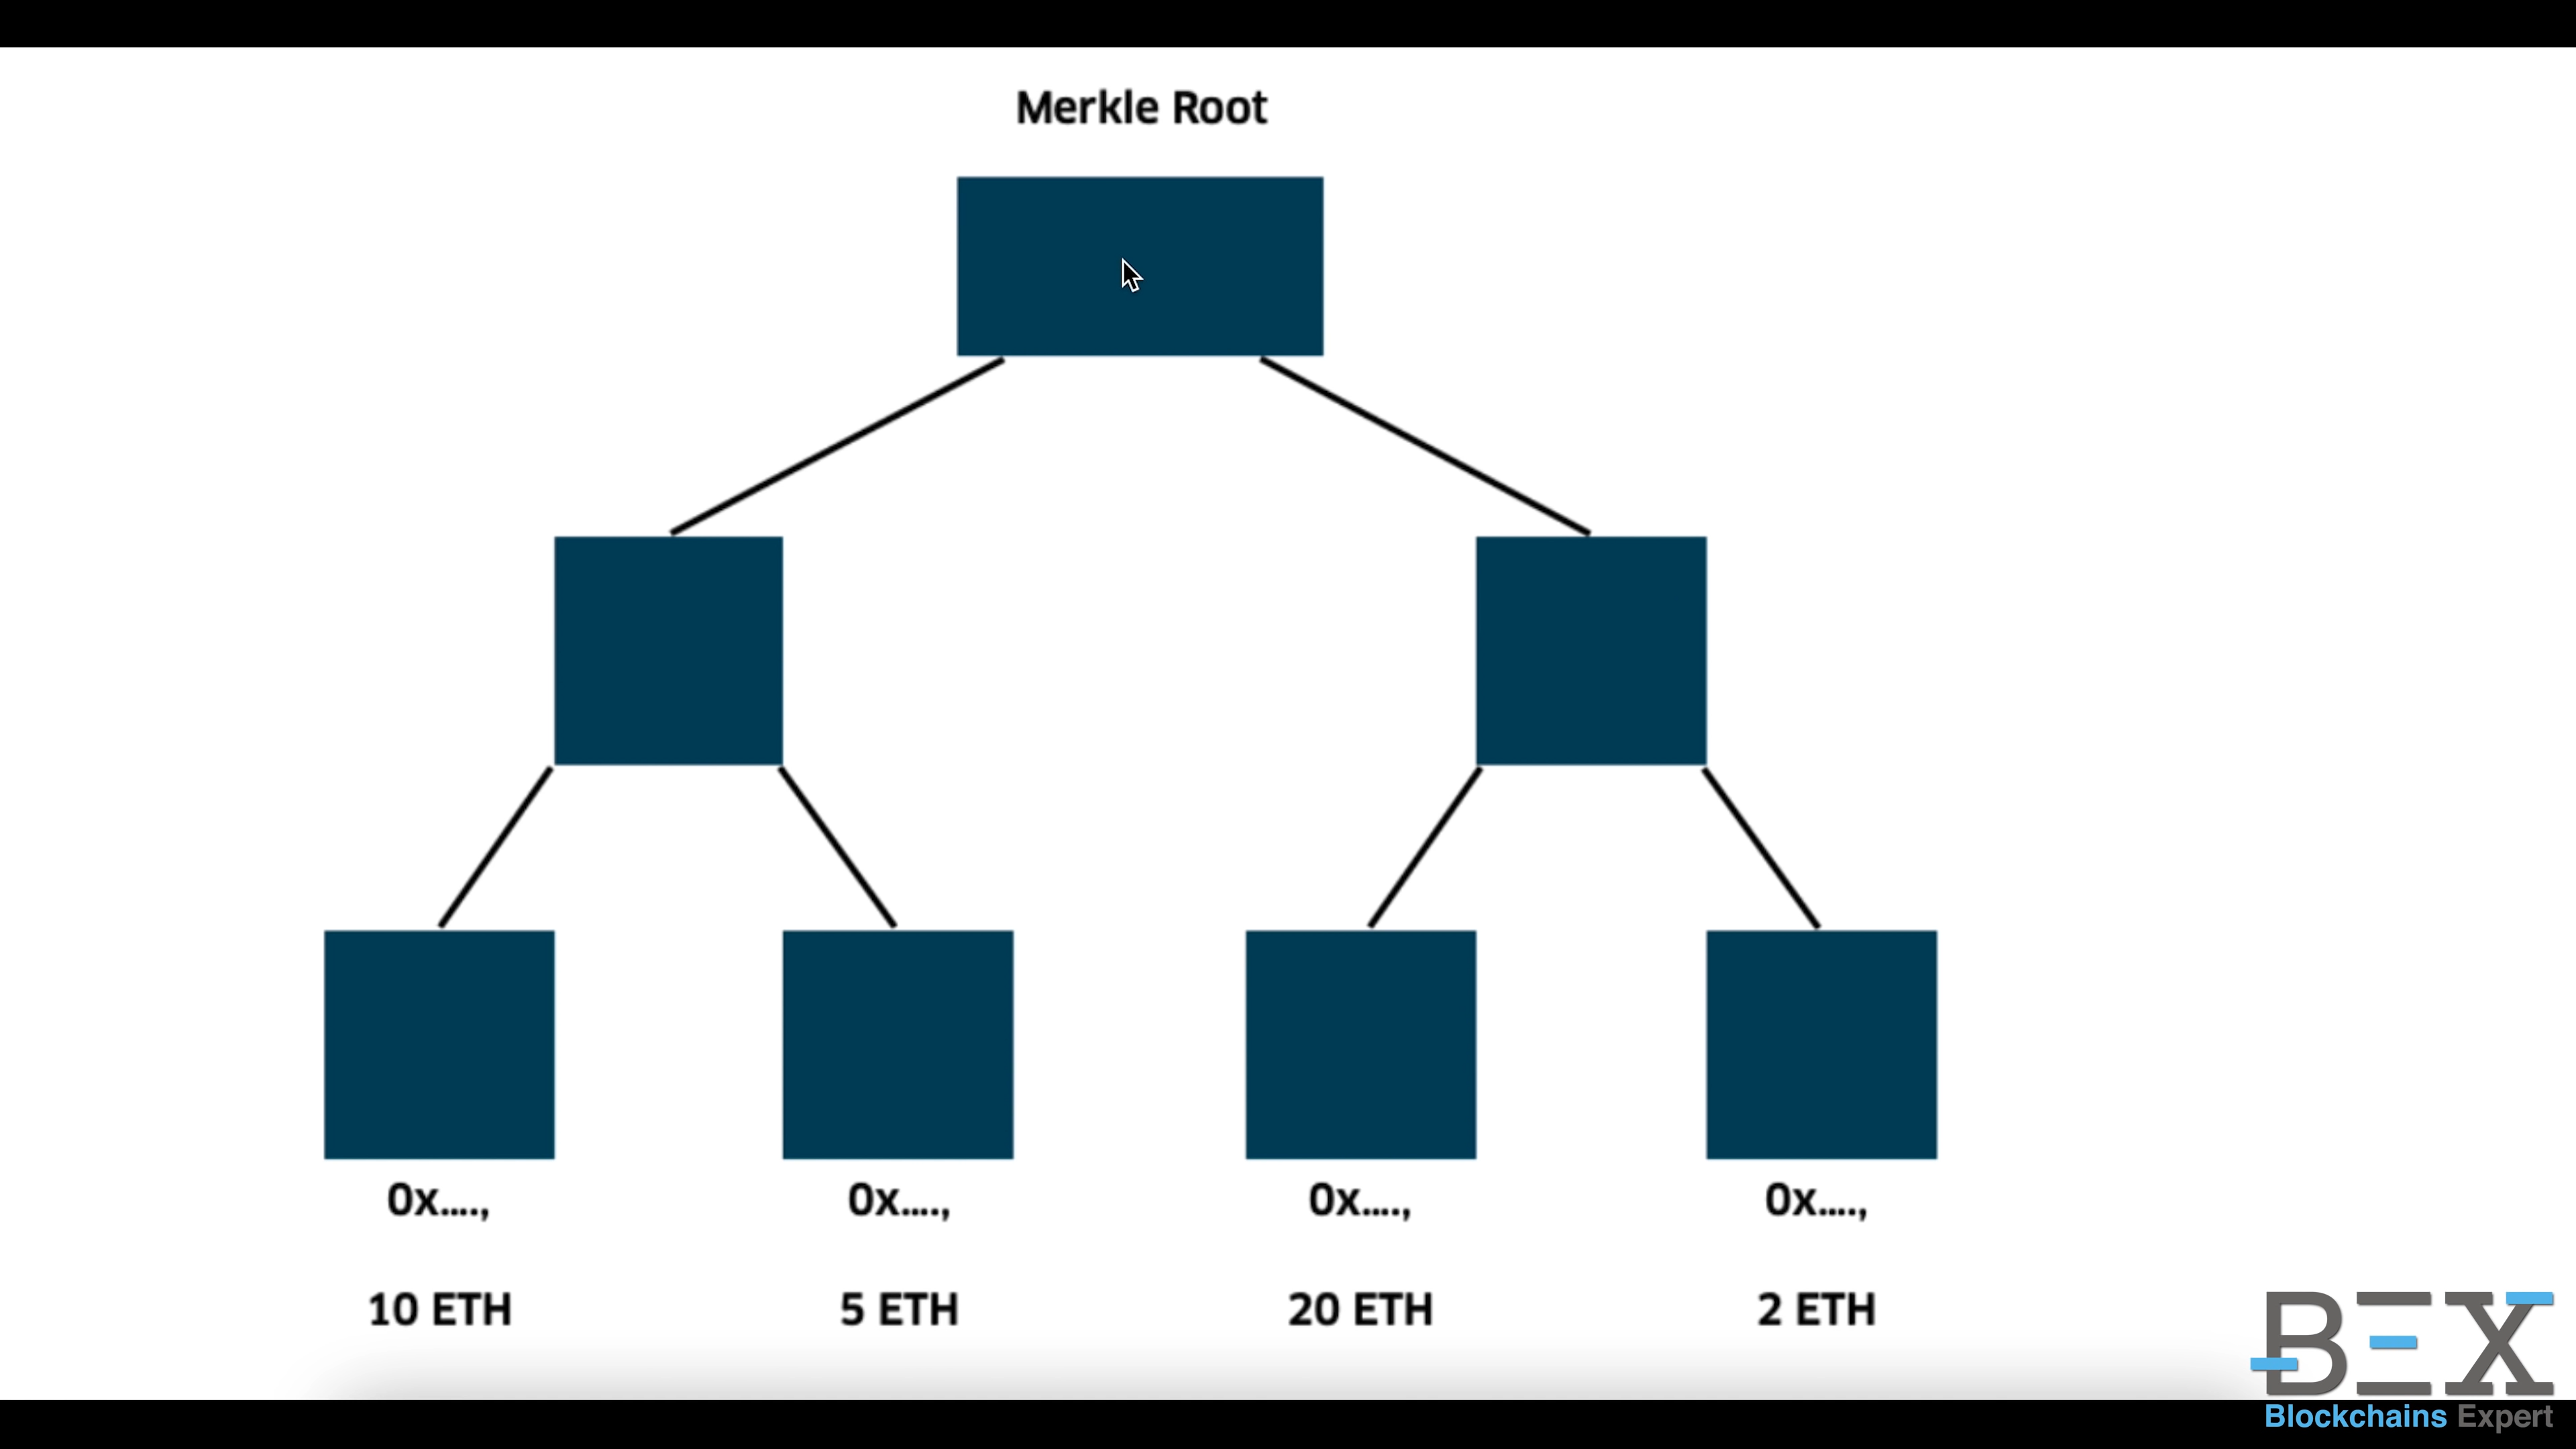 Merkle Root
0x....,
0x....,
0x....,
0x....,
10 ETH
5 ETH
20 ETH
2 ETH
BEX
Blockchains Expert